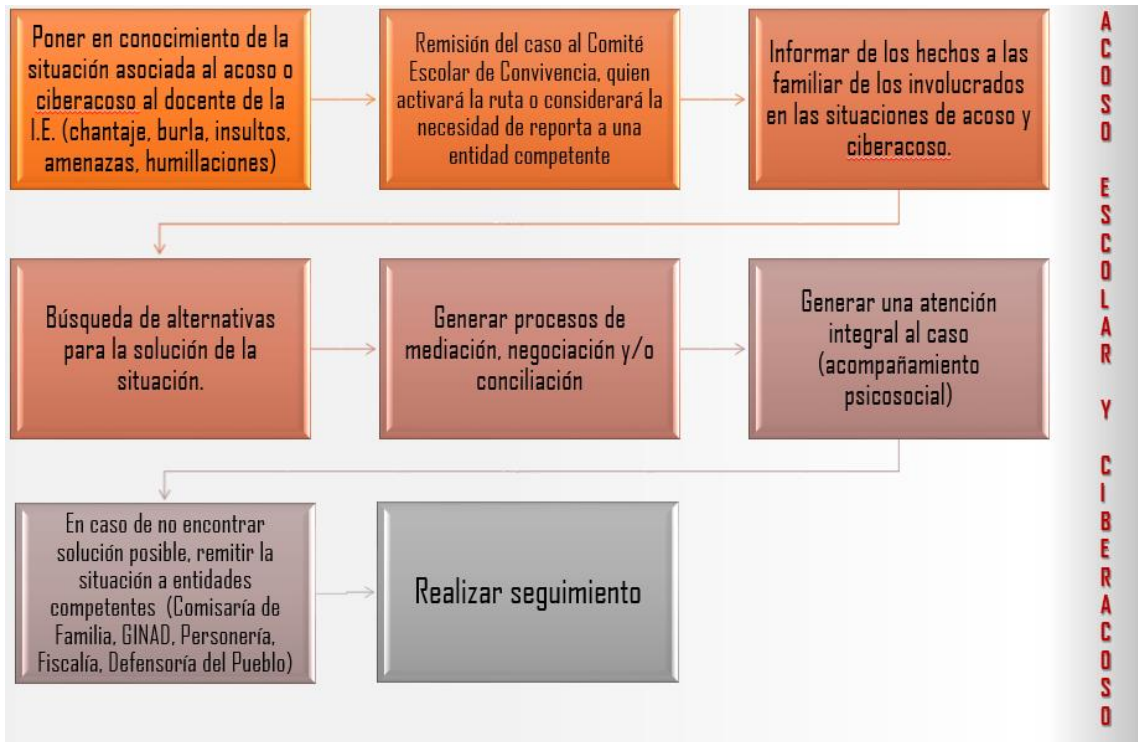 Poner en conocimiento de la
situación asociada al acoso o
ciberacoso al docente de la
I.E. (chantaje, burla, insultos,
amenazas, humillaciones)
Remisión del caso al Comité
Escolar de Convivencia, quien
activará la ruta o considerará la
necesidad de reporta a una
entidad competente
Informar de los hechos a las
familiar de los involucrados
en las situaciones de acoso y
ciberacoso.
Búsqueda de alternativas
para la solución de la
situación.
Generar procesos de
mediación, negociación y/o
conciliación
Generar una atención
integral al caso
(acompañamiento
psicosocial)
En caso de no encontrar
solución posible, remitir la
situación a entidades
competentes (Comisaría de
Familia, GINAD, Personería,
Fiscalía, Defensoría del Pueblo)
Realizar seguimiento
ACOSO ESCOLAR Y CIBERACOSO